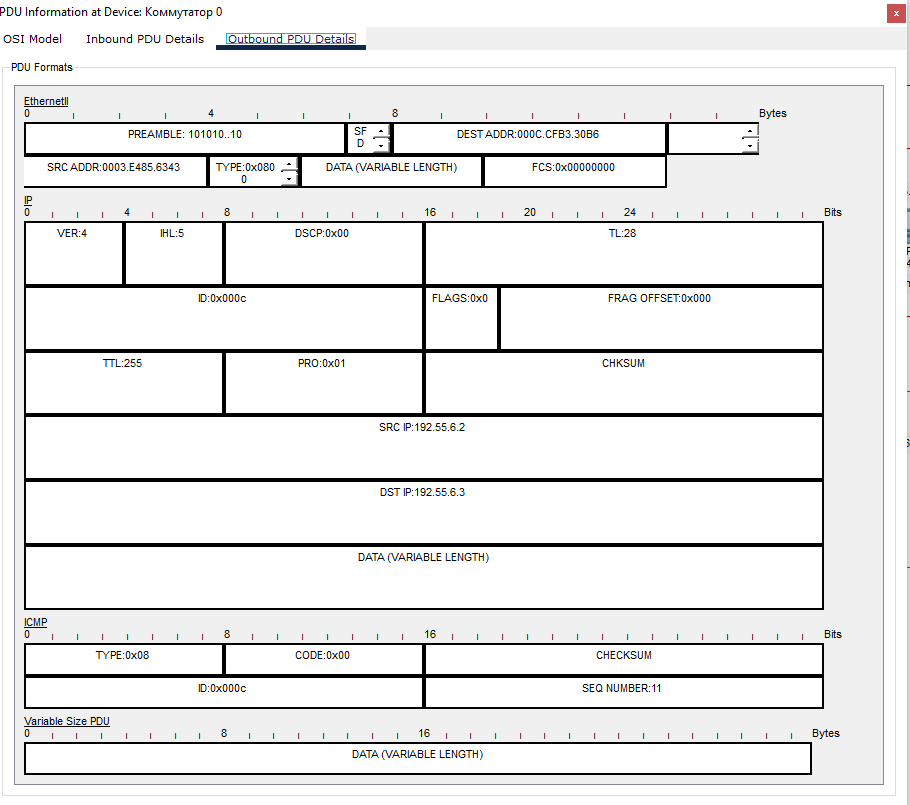 PDU Information at Device: Коммутатор 0
x
OSI Model Inbound PDU Details Outbound PDU Details
PDU Formats
EthernetII
0 4 8 Bytes
PREAMBLE: 101010..10 SF D DEST ADDR:000C.CFB3.30B6
SRC ADDR:0003.E485.6343 TYPE:0x080 0 DATA (VARIABLE LENGTH) FCS:0x00000000
IP
0 4 8 16 20 24 Bits
VER:4 IHL:5 DSCP:0x00 TL:28
ID:0x000c FLAGS:0x0 FRAG OFFSET:0x000
TTL:255 PRO:0x01 CHKSUM
SRC IP:192.55.6.2
DST IP:192.55.6.3
DATA (VARIABLE LENGTH)
ICMP
0 8 16 Bits
TYPE:0x08 CODE:0x00 CHECKSUM
ID:0x000c SEQ NUMBER:11
Variable Size PDU
0 8 16 Bytes
DATA (VARIABLE LENGTH)